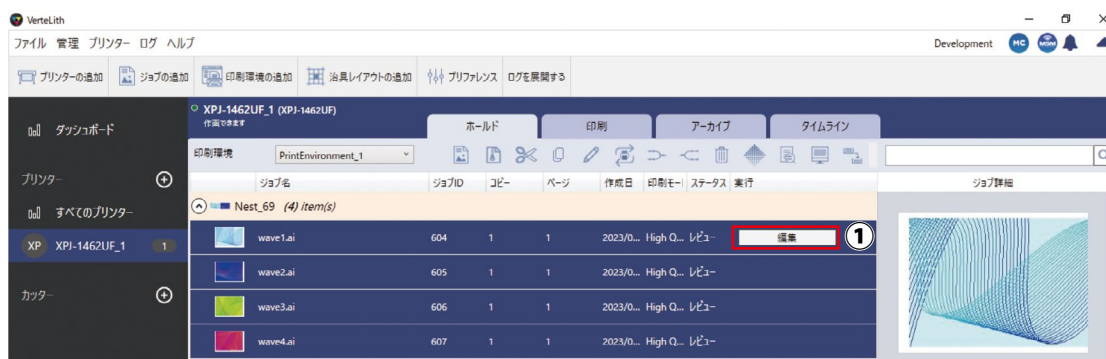 VerteLith
ファイル 管理 プリンター ログ ヘルプ
Development MC MSM
プリンターの追加 ジョブの追加 印刷環境の追加 治具レイアウトの追加 プリファレンス ログを展開する
ダッシュボード
プリンター
すべてのプリンター
XP XPJ-1462UF_1 1
カッター
XPJ-1462UF_1 (XPJ-1462UF)
作画できます
ホールド 印刷 アーカイブ タイムライン
印刷環境 PrintEnvironment_1
ジョブ名 ジョブID コピー ページ 作成日 印刷モー ステータス 実行
Nest_69 (4) item(s)
wave1.ai 604 1 1 2023/0... High Q... レビュー 編集 ①
wave2.ai 605 1 1 2023/0... High Q... レビュー
wave3.ai 606 1 1 2023/0... High Q... レビュー
wave4.ai 607 1 1 2023/0... High Q... レビュー
ジョブ詳細